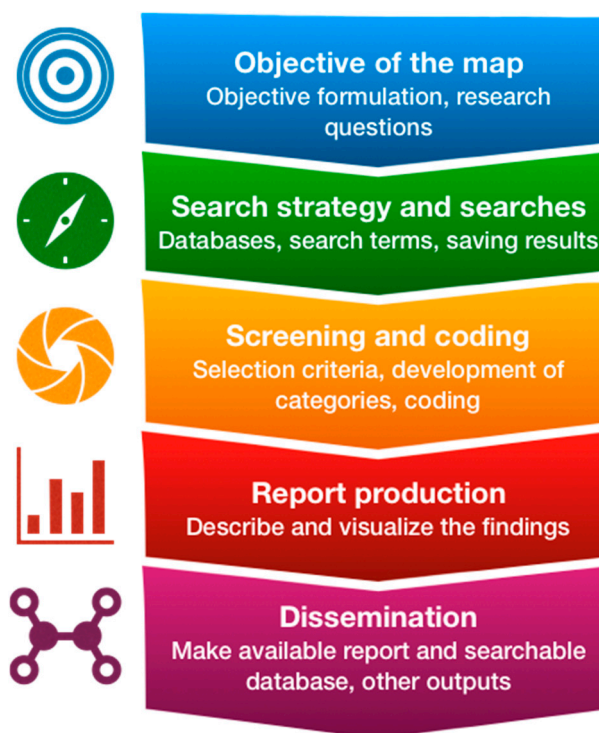 Objective of the map
Objective formulation, research
questions
Search strategy and searches
Databases, search terms, saving results
Screening and coding
Selection criteria, development of
categories, coding
Report production
Describe and visualize the findings
Dissemination
Make available report and searchable
database, other outputs